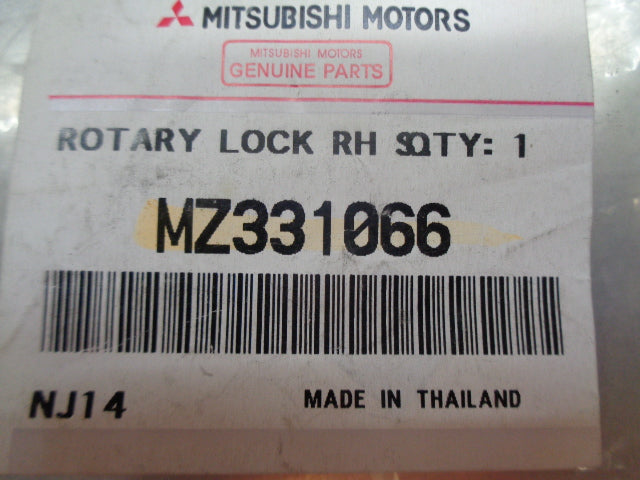 MITSUBISHI MOTORS
MITSUBISHI MOTORS
GENUINE PARTS
ROTARY LOCK RH SQTY: 1
MZ331066
NJ14 MADE IN THAILAND